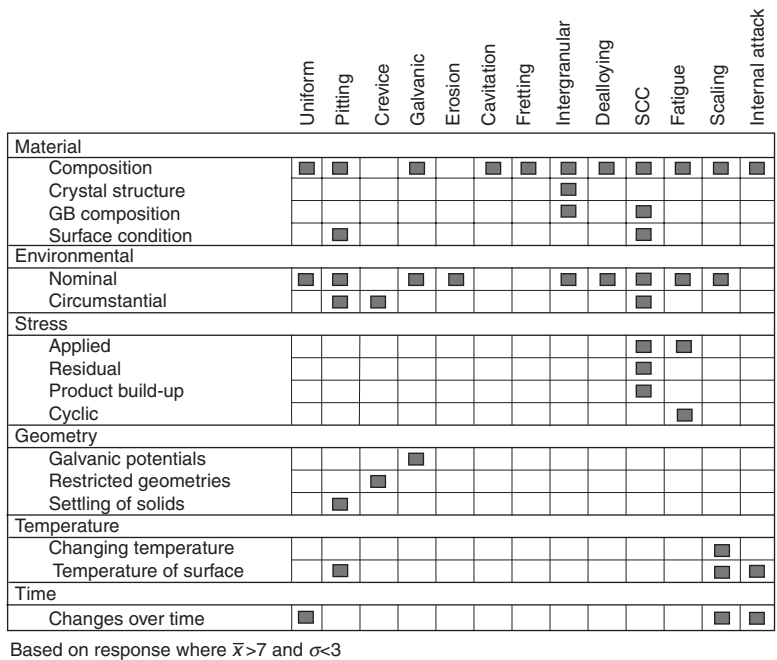 Uniform
Pitting
Crevice
Galvanic
Erosion
Cavitation
Fretting
Intergranular
Dealloying
SCC
Fatigue
Scaling
Internal attack
Material
Composition
Crystal structure
GB composition
Surface condition
Environmental
Nominal
Circumstantial
Stress
Applied
Residual
Product build-up
Cyclic
Geometry
Galvanic potentials
Restricted geometries
Settling of solids
Temperature
Changing temperature
Temperature of surface
Time
Changes over time
Based on response where x̅ >7 and σ<3